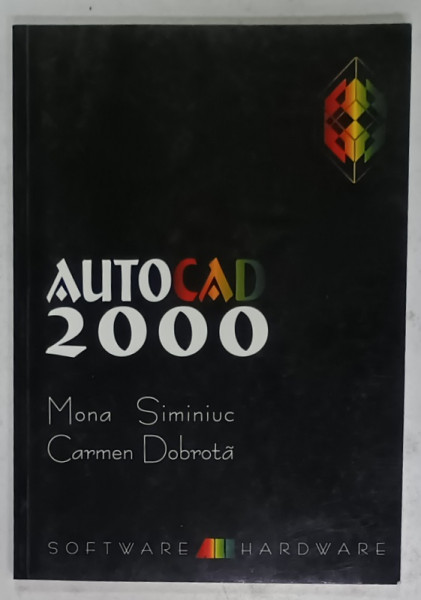 AUTOCAD
2000
Mona Siminiuc
Carmen Dobrotă
SOFTWARE HARDWARE